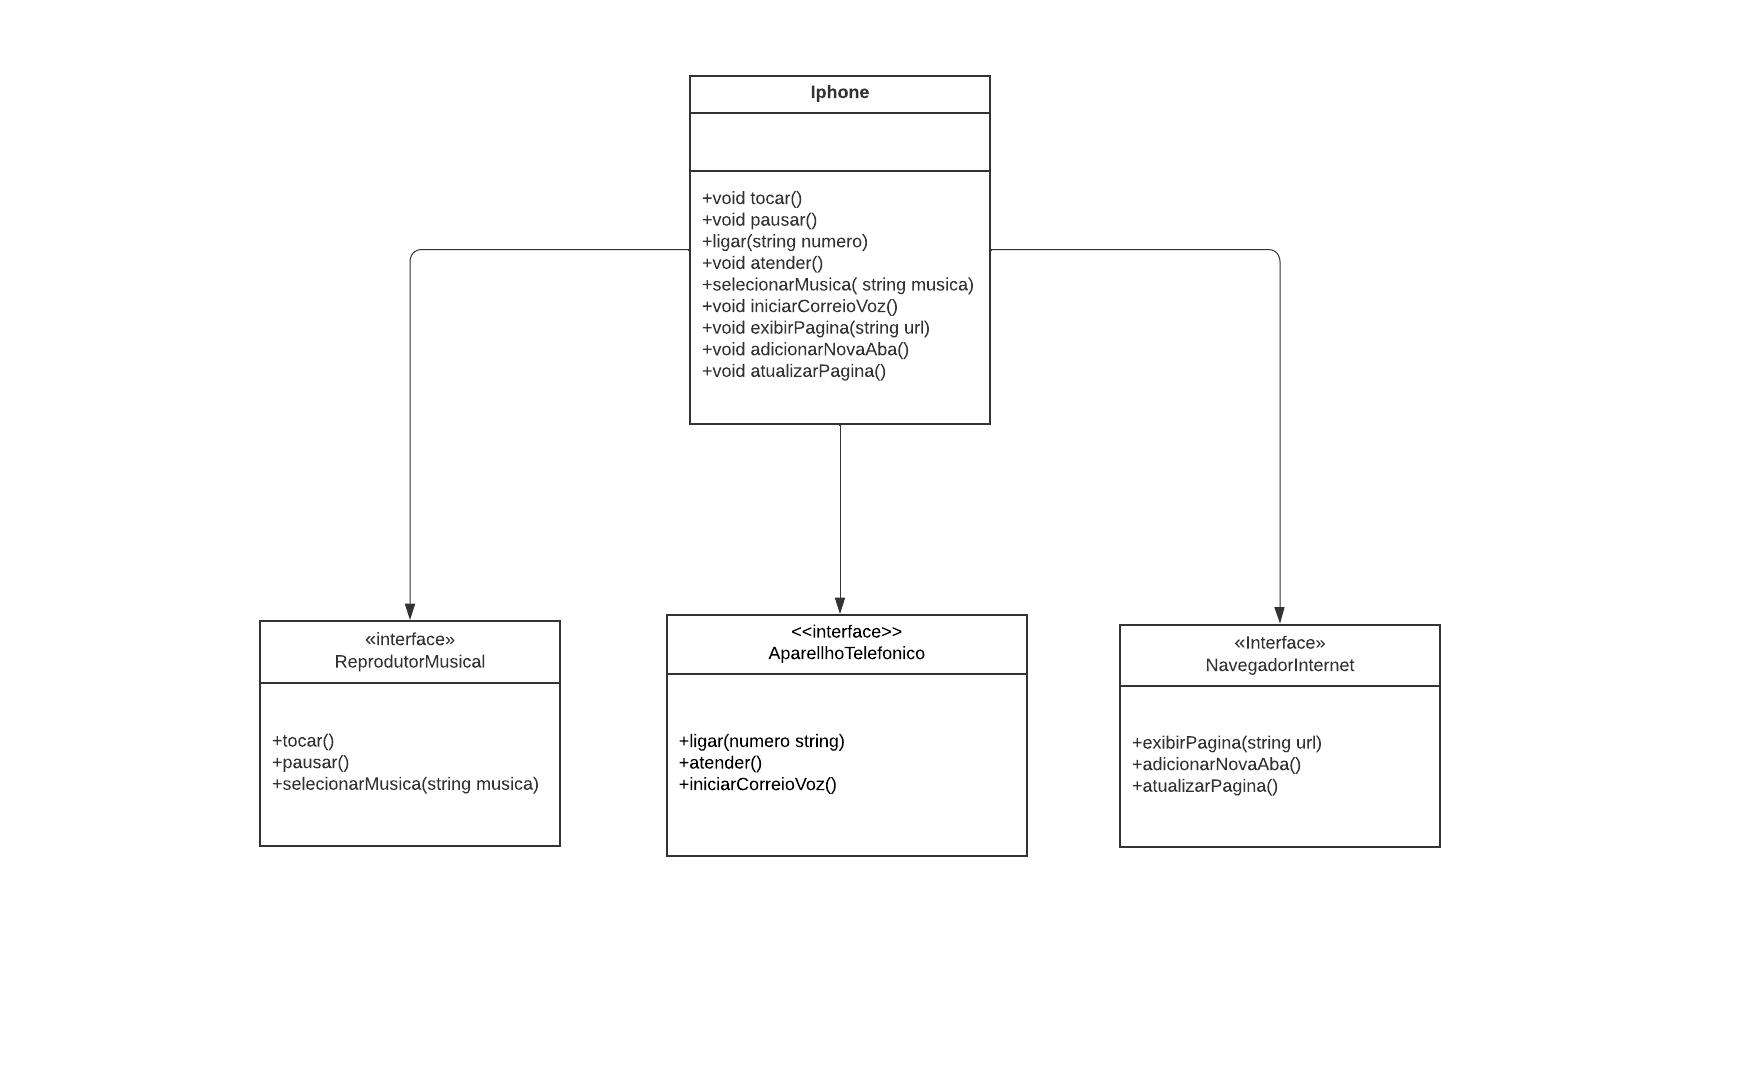 Iphone
+void tocar()
+void pausar()
+ligar(string numero)
+void atender()
+selecionarMusica( string musica)
+void iniciarCorreioVoz()
+void exibirPagina(string url)
+void adicionarNovaAba()
+void atualizarPagina()
«interface»
ReprodutorMusical
+tocar()
+pausar()
+selecionarMusica(string musica)
<<interface>>
AparellhoTelefonico
+ligar(numero string)
+atender()
+iniciarCorreioVoz()
«Interface»
NavegadorInternet
+exibirPagina(string url)
+adicionarNovaAba()
+atualizarPagina()